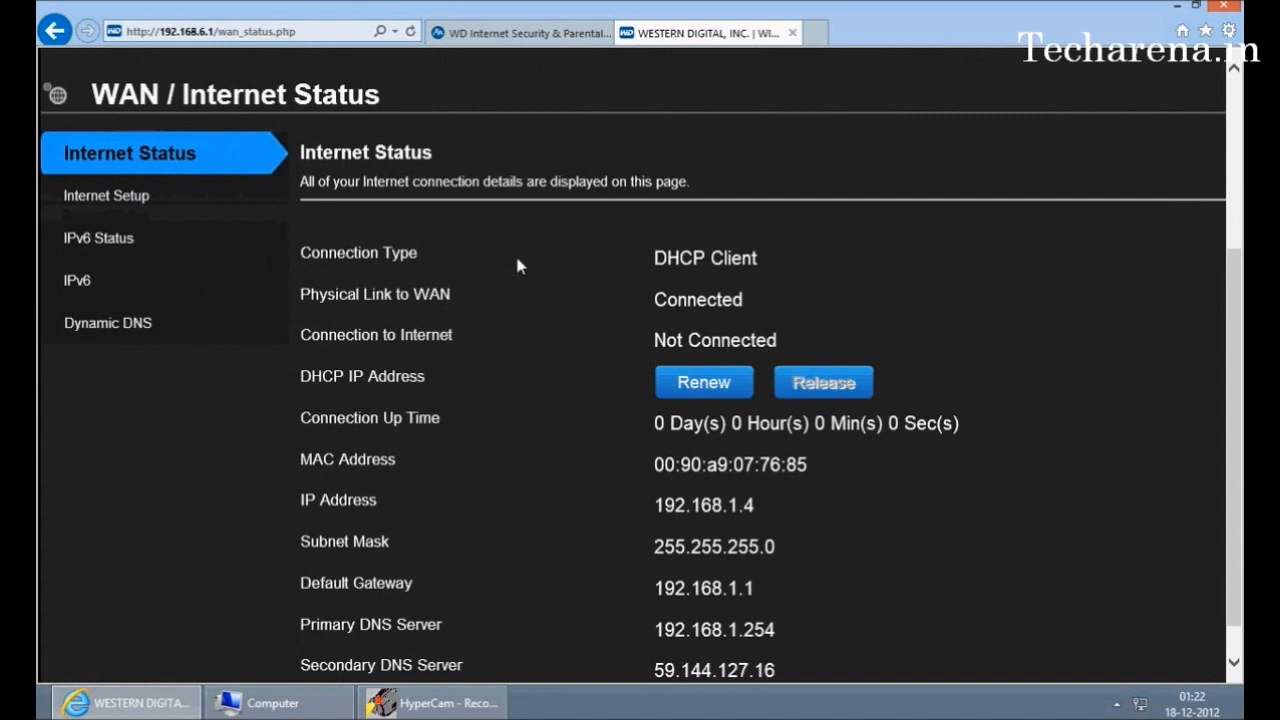 http://192.168.6.1/wan_status.php
WD Internet Security & Parental...
WESTERN DIGITAL, INC. | WI...
Techarena.in
WAN / Internet Status
Internet Status
Internet Setup
IPv6 Status
IPv6
Dynamic DNS
Internet Status
All of your Internet connection details are displayed on this page.
Connection Type DHCP Client
Physical Link to WAN Connected
Connection to Internet Not Connected
DHCP IP Address Renew Release
Connection Up Time 0 Day(s) 0 Hour(s) 0 Min(s) 0 Sec(s)
MAC Address 00:90:a9:07:76:85
IP Address 192.168.1.4
Subnet Mask 255.255.255.0
Default Gateway 192.168.1.1
Primary DNS Server 192.168.1.254
Secondary DNS Server 59.144.127.16
WESTERN DIGITA...
Computer
HyperCam - Reco...
01:22
18-12-2012